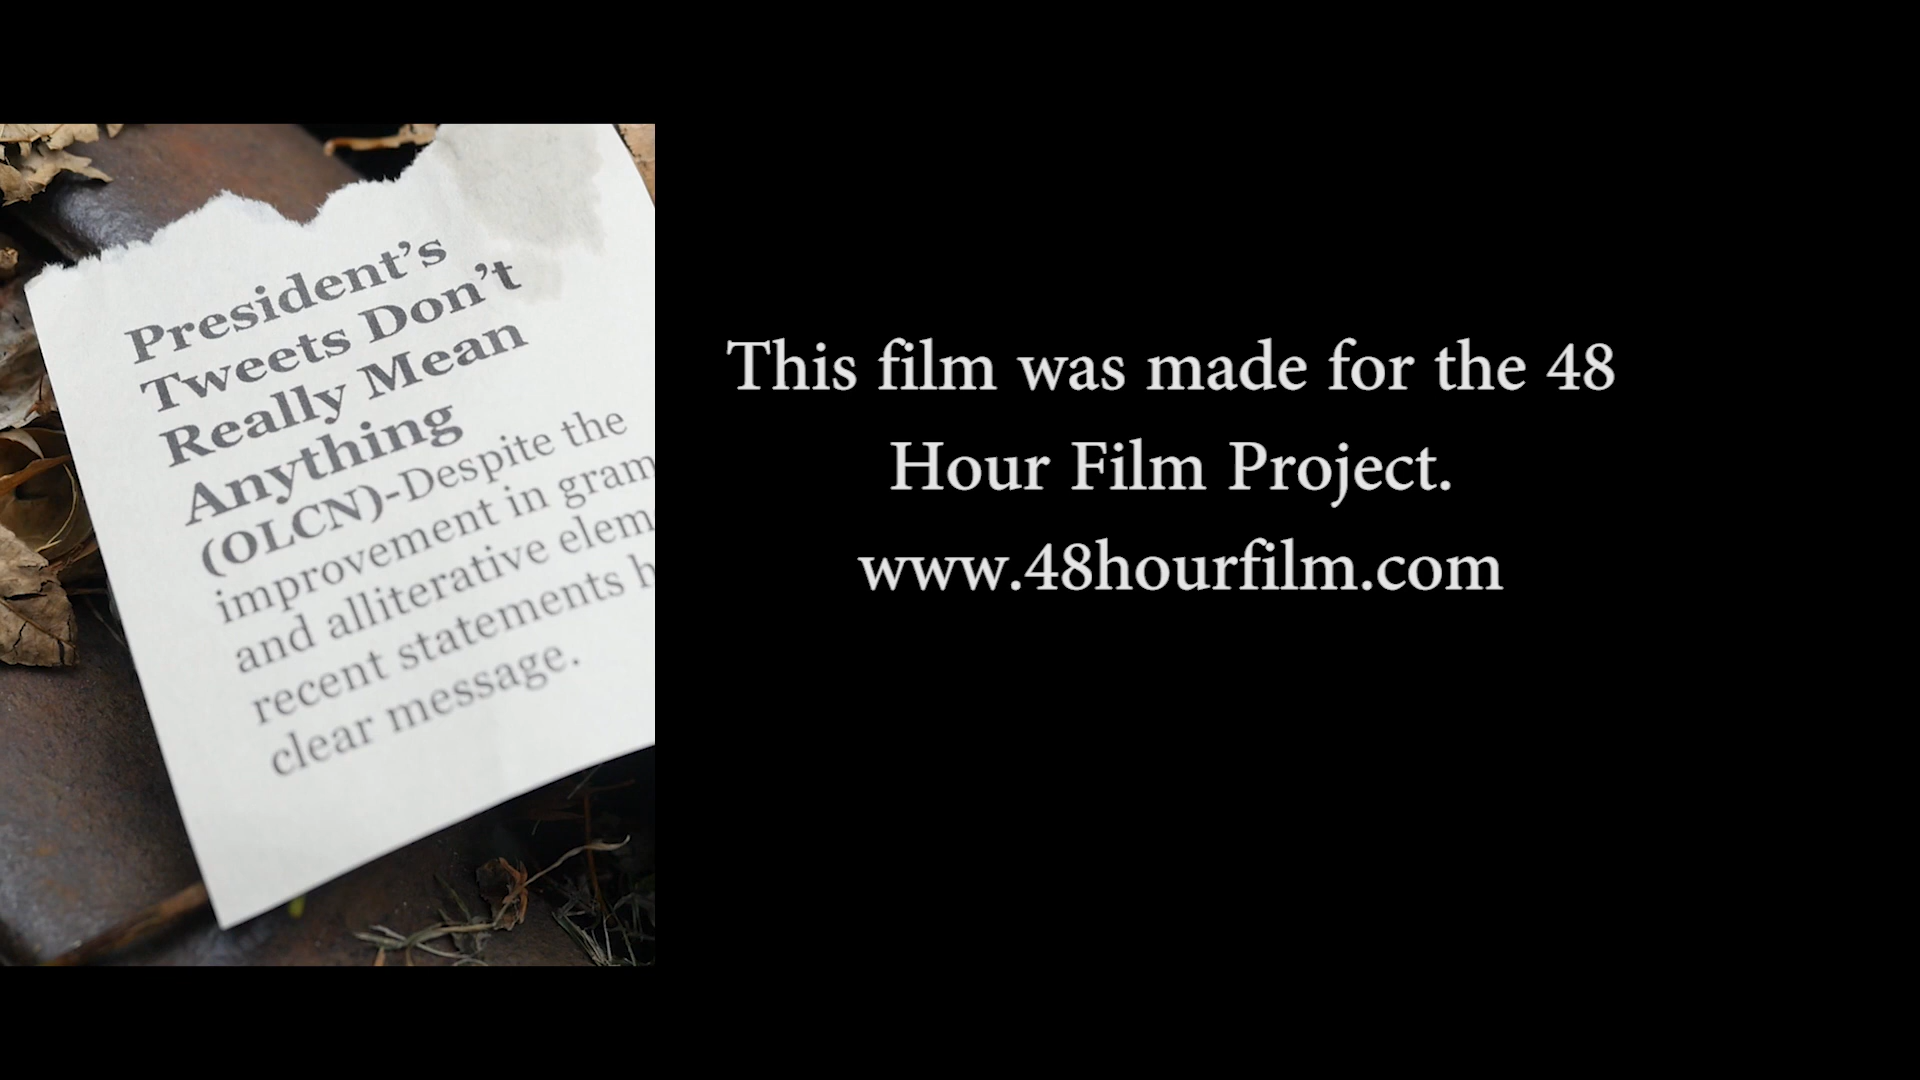 President’s
Tweets Don’t
Really Mean
Anything
(OLCN)-Despite the
improvement in gram
and alliterative elem
recent statements h
clear message.
This film was made for the 48
Hour Film Project.
www.48hourfilm.com